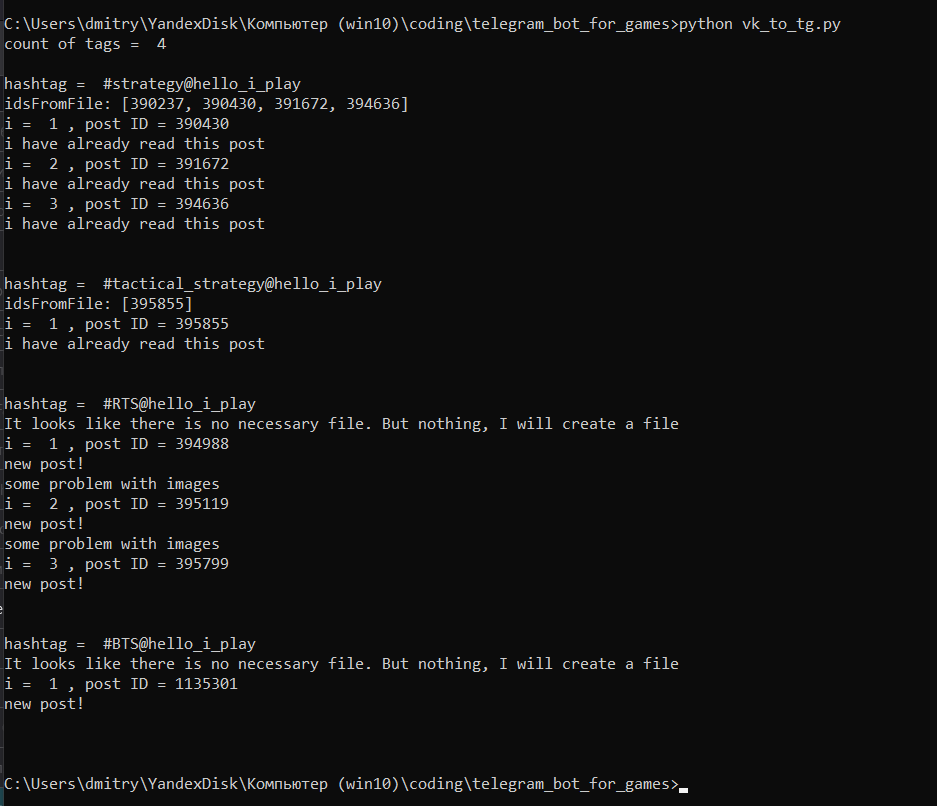 C:\Users\dmitry\YandexDisk\Компьютер (win10)\coding\telegram_bot_for_games>python vk_to_tg.py
count of tags =  4
hashtag =  #strategy@hello_i_play
idsFromFile: [390237, 390430, 391672, 394636]
i =  1 , post ID = 390430
i have already read this post
i =  2 , post ID = 391672
i have already read this post
i =  3 , post ID = 394636
i have already read this post
hashtag =  #tactical_strategy@hello_i_play
idsFromFile: [395855]
i =  1 , post ID = 395855
i have already read this post
hashtag =  #RTS@hello_i_play
It looks like there is no necessary file. But nothing, I will create a file
i =  1 , post ID = 394988
new post!
some problem with images
i =  2 , post ID = 395119
new post!
some problem with images
i =  3 , post ID = 395799
new post!
hashtag =  #BTS@hello_i_play
It looks like there is no necessary file. But nothing, I will create a file
i =  1 , post ID = 1135301
new post!
C:\Users\dmitry\YandexDisk\Компьютер (win10)\coding\telegram_bot_for_games>